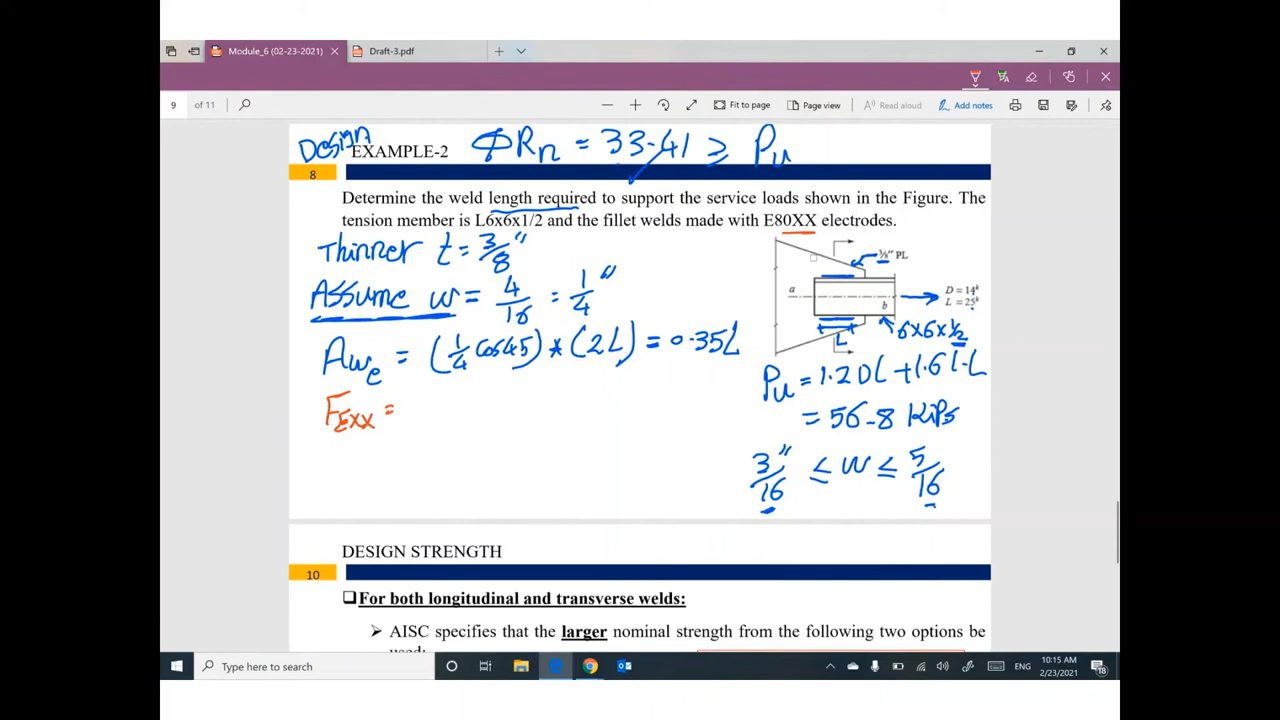 Module_6 (02-23-2021)
Draft-3.pdf
9 of 11
Fit to page
Page view
Read aloud
Add notes
Design
EXAMPLE-2
ΦRn = 33.41 ≥ Pu
8
Determine the weld length required to support the service loads shown in the Figure. The
tension member is L6x6x1/2 and the fillet welds made with E80XX electrodes.
Thinner t = 3/8"
3/8" PL
Assume w = 4/16 = 1/4"
a
b
D = 14k
L = 25k
6x6x1/2
L
Awe = (1/4 cos45) * (2L) = 0.35L
Pu = 1.2DL + 1.6L.L
FEXX =
= 56.8 Kips
3"/16 ≤ W ≤ 5/16
DESIGN STRENGTH
10
For both longitudinal and transverse welds:
AISC specifies that the larger nominal strength from the following two options be
used:
Type here to search
ENG
10:15 AM
2/23/2021
18